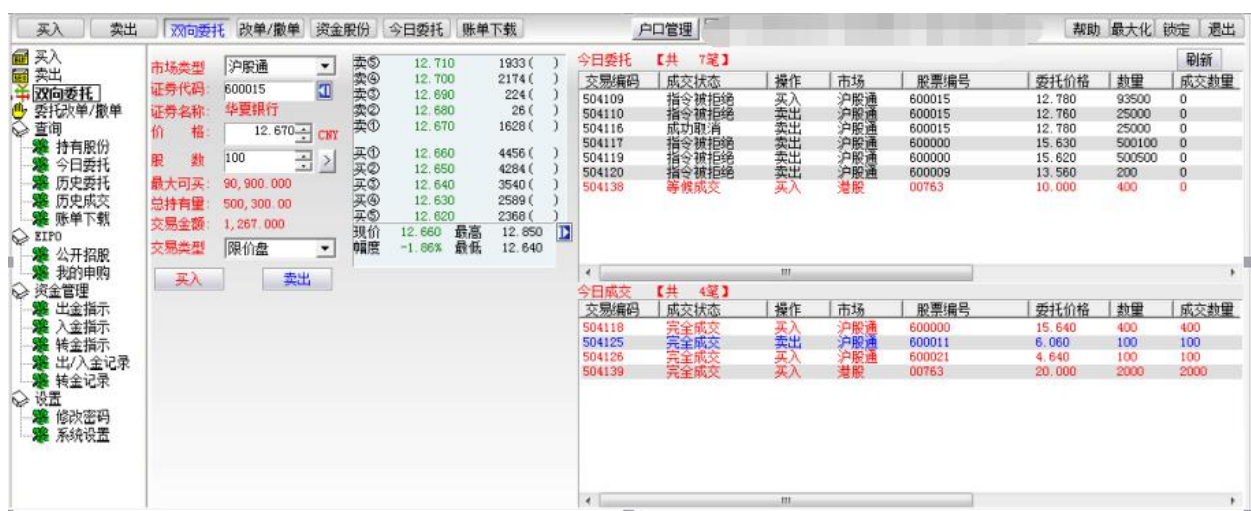 买入 卖出 双向委托 改单/撤单 资金股份 今日委托 账单下载 户口管理 帮助 最大化 锁定 退出
买入
卖出
双向委托
委托改单/撤单
查询
持有股份
今日委托
历史委托
历史成交
账单下载
EIPO
公开招股
我的申购
资金管理
出金指示
入金指示
转金指示
出/入金记录
转金记录
设置
修改密码
系统设置
市场类型 沪股通
证券代码: 600015
证券名称: 华夏银行
价 格: 12.670 CNY
股 数 100 >
最大可买: 90,900.000
总持有量: 500,300.00
交易金额: 1,267.000
交易类型 限价盘
买入 卖出
卖⑤ 12.710 1933( )
卖④ 12.700 2174( )
卖③ 12.690 224( )
卖② 12.680 26( )
卖① 12.670 1628( )
买① 12.660 4456( )
买② 12.650 4284( )
买③ 12.640 3540( )
买④ 12.630 2589( )
买⑤ 12.620 2368( )
现价 12.660 最高 12.850
幅度 -1.86% 最低 12.640
今日委托 【共 7笔】 刷新
交易编码 成交状态 操作 市场 股票编号 委托价格 数量 成交数量
504109 指令被拒绝 买入 沪股通 600015 12.780 93500 0
504110 指令被拒绝 卖出 沪股通 600015 12.760 25000 0
504116 成功取消 卖出 沪股通 600015 12.780 25000 0
504117 指令被拒绝 卖出 沪股通 600000 15.630 500100 0
504119 指令被拒绝 卖出 沪股通 600000 15.620 500500 0
504120 指令被拒绝 卖出 沪股通 600009 13.560 200 0
504138 等候成交 买入 港股 00763 10.000 400 0
今日成交 【共 4笔】
交易编码 成交状态 操作 市场 股票编号 委托价格 数量 成交数量
504118 完全成交 买入 沪股通 600000 15.640 400 400
504125 完全成交 卖出 沪股通 600011 6.060 100 100
504126 完全成交 买入 沪股通 600021 4.640 100 100
504139 完全成交 买入 港股 00763 20.000 2000 2000